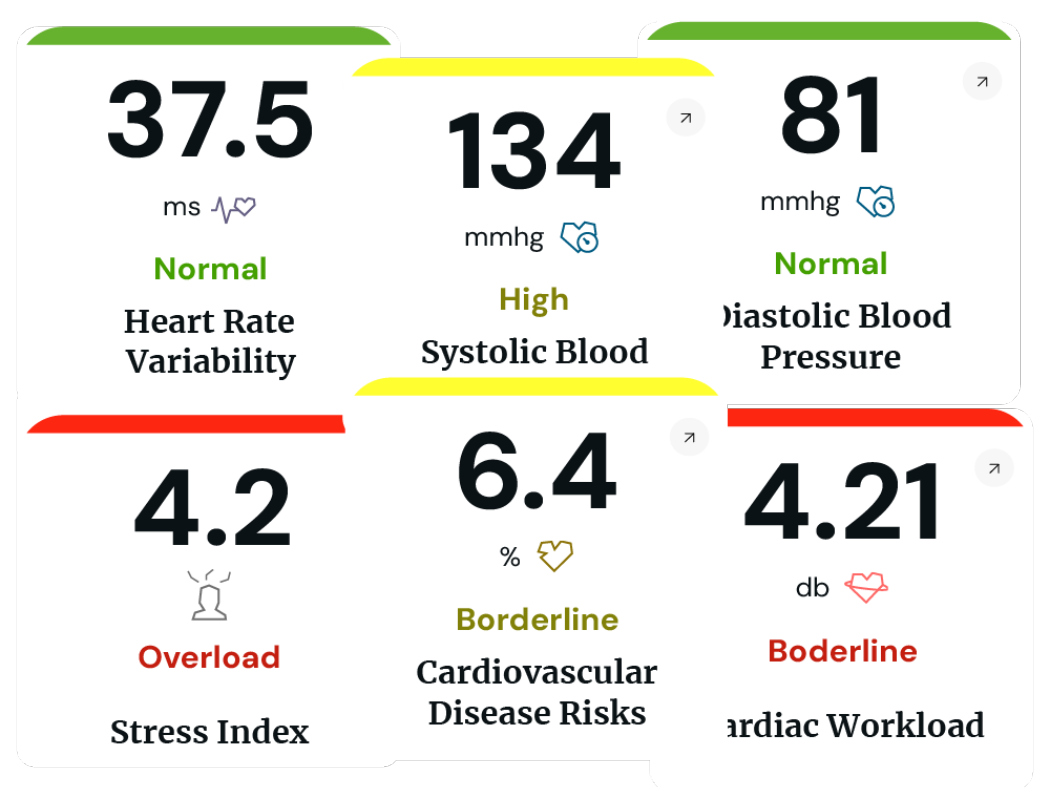 37.5
ms
Normal
Heart Rate
Variability
134
mmhg
High
Systolic Blood
81
mmhg
Normal
Diastolic Blood
Pressure
4.2
Overload
Stress Index
6.4
%
Borderline
Cardiovascular
Disease Risks
4.21
db
Boderline
ardiac Workload